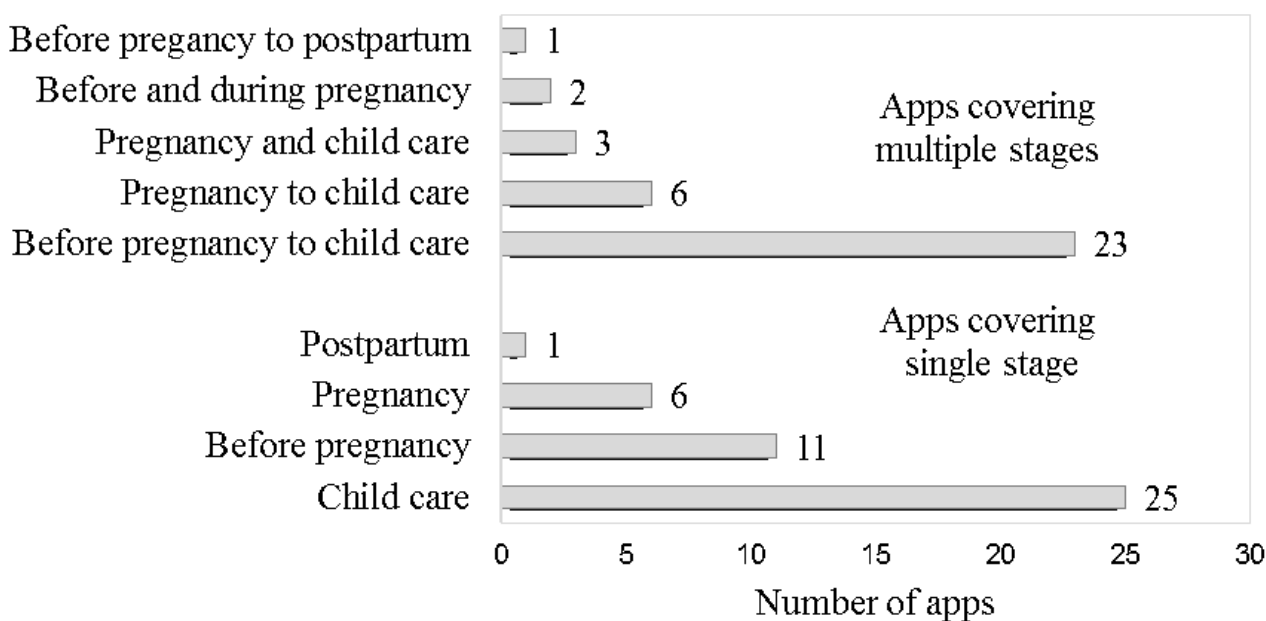 Before pregancy to postpartum 1
Before and during pregnancy 2
Pregnancy and child care 3
Pregnancy to child care 6
Before pregnancy to child care 23
Apps covering
multiple stages
Postpartum 1
Pregnancy 6
Before pregnancy 11
Child care 25
Apps covering
single stage
0 5 10 15 20 25 30
Number of apps